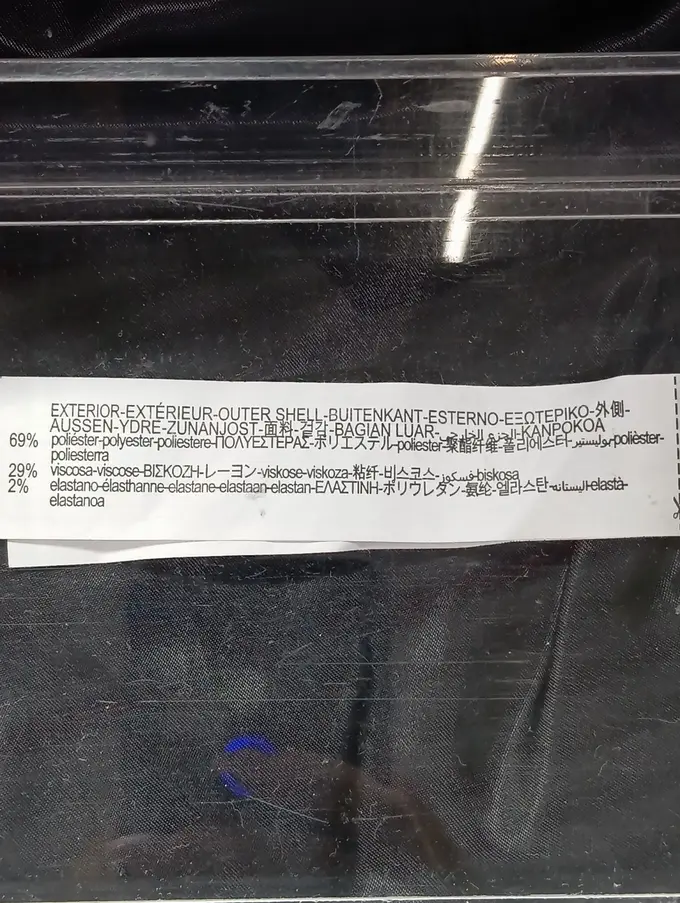 EXTERIOR-EXTÉRIEUR-OUTER SHELL-BUITENKANT-ESTERNO-ΕΞΩΤΕΡΙΚΟ-外側-
AUSSEN-YDRE-ZUNANJOST-面料-겉감-BAGIAN LUAR-الجزء الخارجي-KANPOKOA
69% poliéster-polyester-poliestere-ΠΟΛΥΕΣΤΕΡΑΣ-ポリエステル-poliester-聚酯纤维-폴리에스터-بوليستير-polièster-
poliesterra
29% viscosa-viscose-ΒΙΣΚΟΖΗ-レーヨン-viskose-viskoza-粘纤-비스코스-فسكوز-biskosa
2% elastano-élasthanne-elastane-elastaan-elastan-ΕΛΑΣΤΙΝΗ-ポリウレタン-氨纶-엘라스탄-اليستانه-elastà-
elastanoa